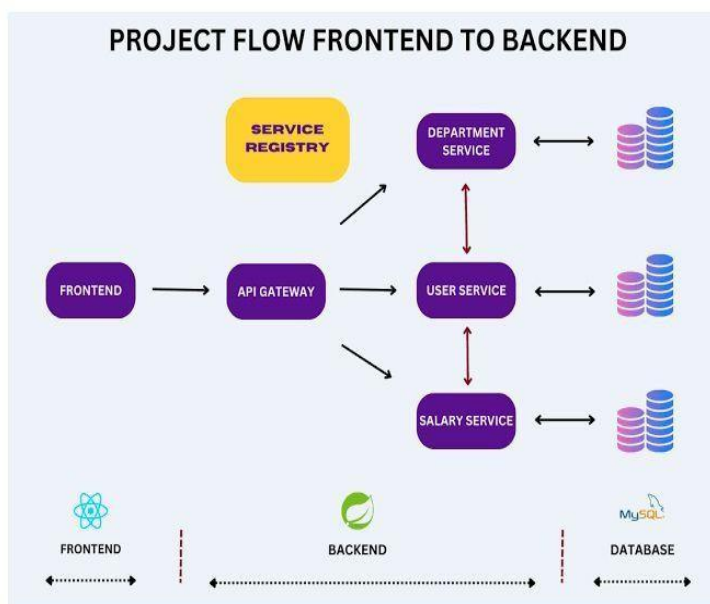 PROJECT FLOW FRONTEND TO BACKEND
SERVICE
REGISTRY
DEPARTMENT
SERVICE
FRONTEND
API GATEWAY
USER SERVICE
SALARY SERVICE
MySQL
FRONTEND
BACKEND
DATABASE